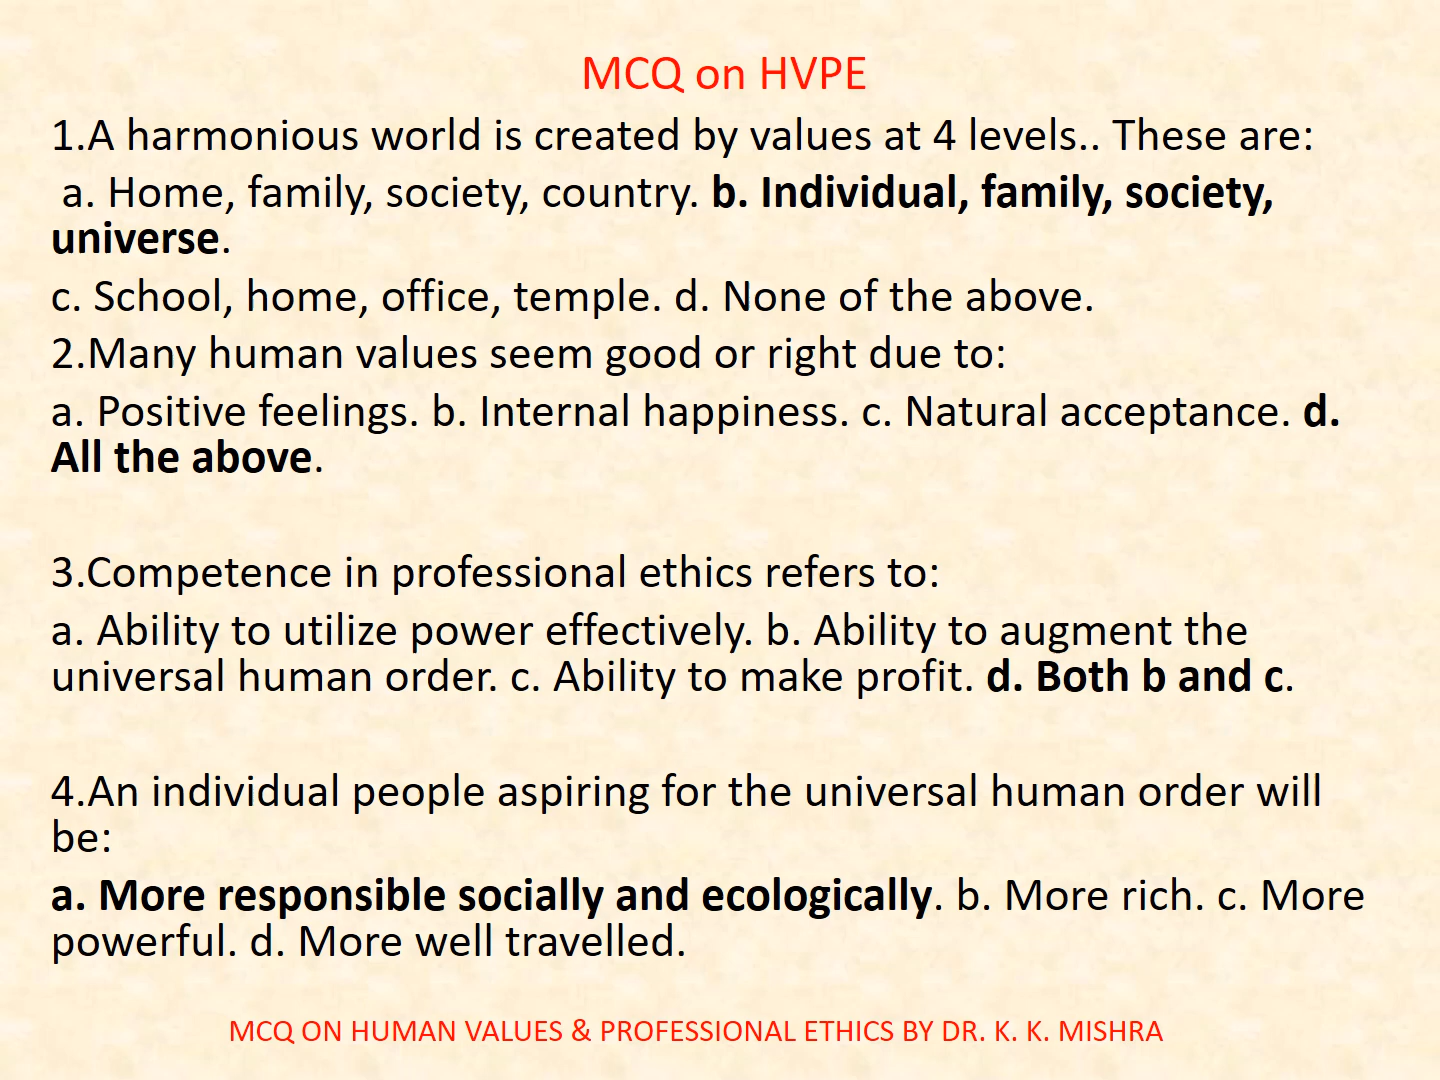 MCQ on HVPE
1.A harmonious world is created by values at 4 levels.. These are:
a. Home, family, society, country. b. Individual, family, society,
universe.
c. School, home, office, temple. d. None of the above.
2.Many human values seem good or right due to:
a. Positive feelings. b. Internal happiness. c. Natural acceptance. d.
All the above.
3.Competence in professional ethics refers to:
a. Ability to utilize power effectively. b. Ability to augment the
universal human order. c. Ability to make profit. d. Both b and c.
4.An individual people aspiring for the universal human order will
be:
a. More responsible socially and ecologically. b. More rich. c. More
powerful. d. More well travelled.
MCQ ON HUMAN VALUES & PROFESSIONAL ETHICS BY DR. K. K. MISHRA